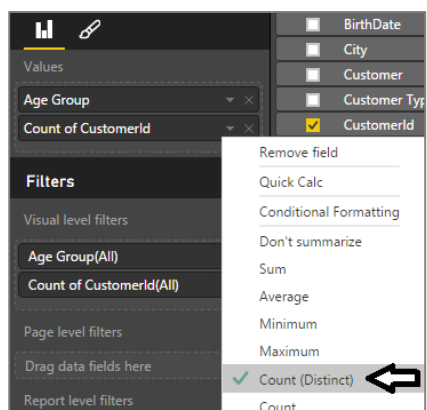 Values
Age Group
Count of CustomerId
Filters
Visual level filters
Age Group(All)
Count of CustomerId(All)
Page level filters
Drag data fields here
Report level filters
BirthDate
City
Customer
Customer Typ
CustomerId
Remove field
Quick Calc
Conditional Formatting
Don't summarize
Sum
Average
Minimum
Maximum
Count (Distinct)
Count